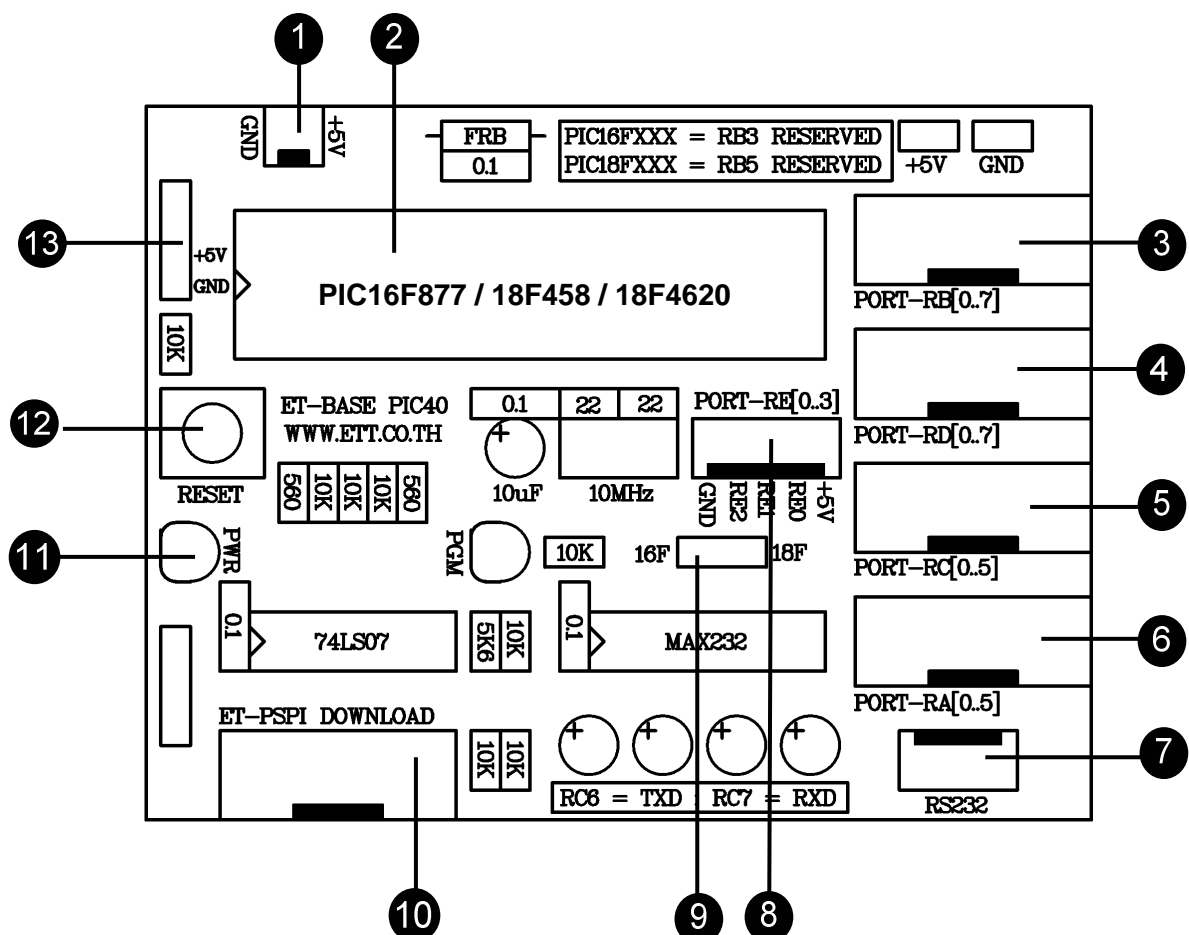 1
2
GND
+5V
FRB
0.1
PIC16FXXX = RB3 RESERVED
PIC18FXXX = RB5 RESERVED
+5V
GND
13
+5V
GND
PIC16F877 / 18F458 / 18F4620
3
PORT-RB[0..7]
10K
4
PORT-RD[0..7]
12
RESET
ET-BASE PIC40
WWW.ETT.CO.TH
0.1
22
22
10uF
10MHz
PORT-RE[0..3]
GND
RE2
RE1
RE0
+5V
560
10K
10K
10K
560
5
PORT-RC[0..5]
11
PWR
PGM
10K
16F
18F
0.1
74LS07
5K6
10K
0.1
MAX232
6
PORT-RA[0..5]
ET-PSPI DOWNLOAD
10K
10K
+
+
+
+
+
RC6 = TXD : RC7 = RXD
7
RS232
10
9
8